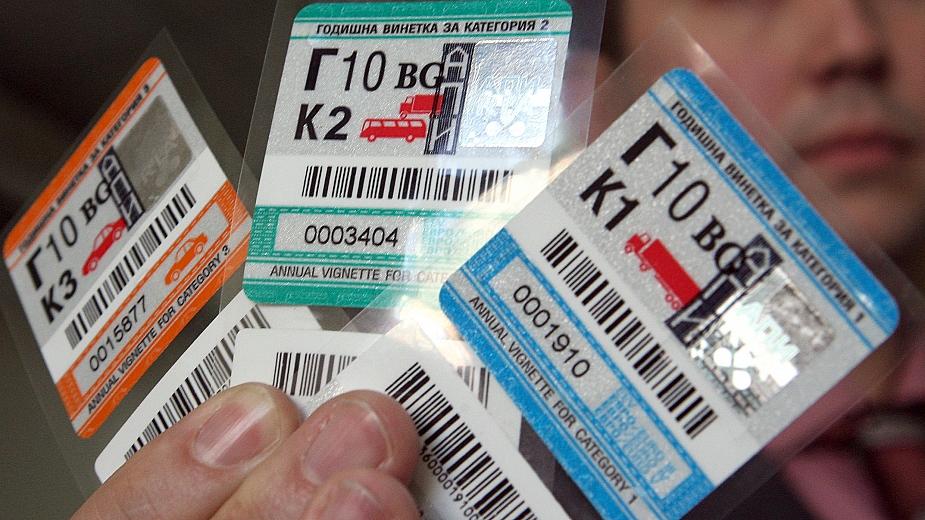 ГОДИШНА ВИНЕТКА ЗА КАТЕГОРИЯ 3
Г10 BG
К3
0015877
ANNUAL VIGNETTE FOR CATEGORY 3
ГОДИШНА ВИНЕТКА ЗА КАТЕГОРИЯ 2
Г10 BG
К2
0003404
ANNUAL VIGNETTE FOR
ГОДИШНА ВИНЕТКА ЗА КАТЕГОРИЯ 1
Г10 BG
К1
0001910
ANNUAL VIGNETTE FOR CATEGORY 1